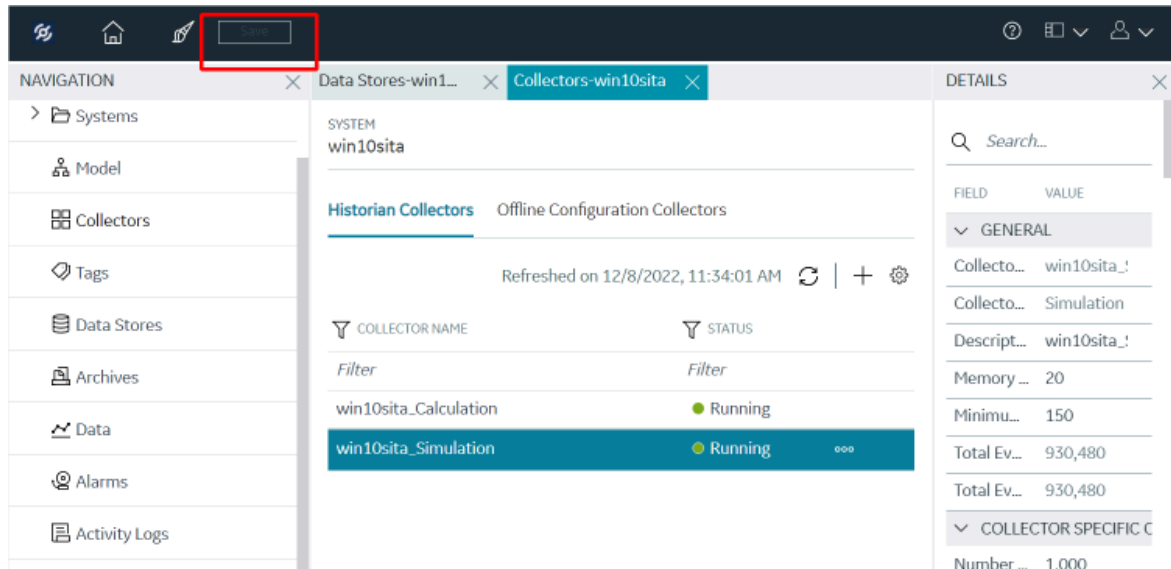 Save
NAVIGATION
Systems
Model
Collectors
Tags
Data Stores
Archives
Data
Alarms
Activity Logs
Data Stores-win1...
Collectors-win10sita
SYSTEM
win10sita
Historian Collectors
Offline Configuration Collectors
Refreshed on 12/8/2022, 11:34:01 AM
COLLECTOR NAME STATUS
Filter Filter
win10sita_Calculation Running
win10sita_Simulation Running
DETAILS
Search...
FIELD VALUE
GENERAL
Collecto... win10sita_S
Collecto... Simulation
Descript... win10sita_S
Memory ... 20
Minimu... 150
Total Ev... 930,480
Total Ev... 930,480
COLLECTOR SPECIFIC C
Number ... 1,000